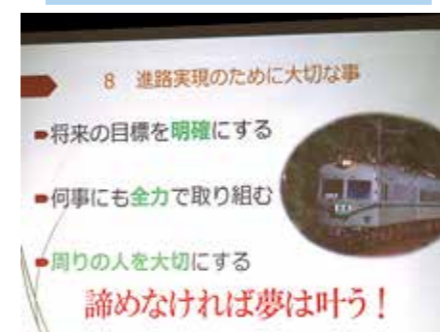 8 進路実現のために大切な事
将来の目標を明確にする
何事にも全力で取り組む
周りの人を大切にする
諦めなければ夢は叶う！